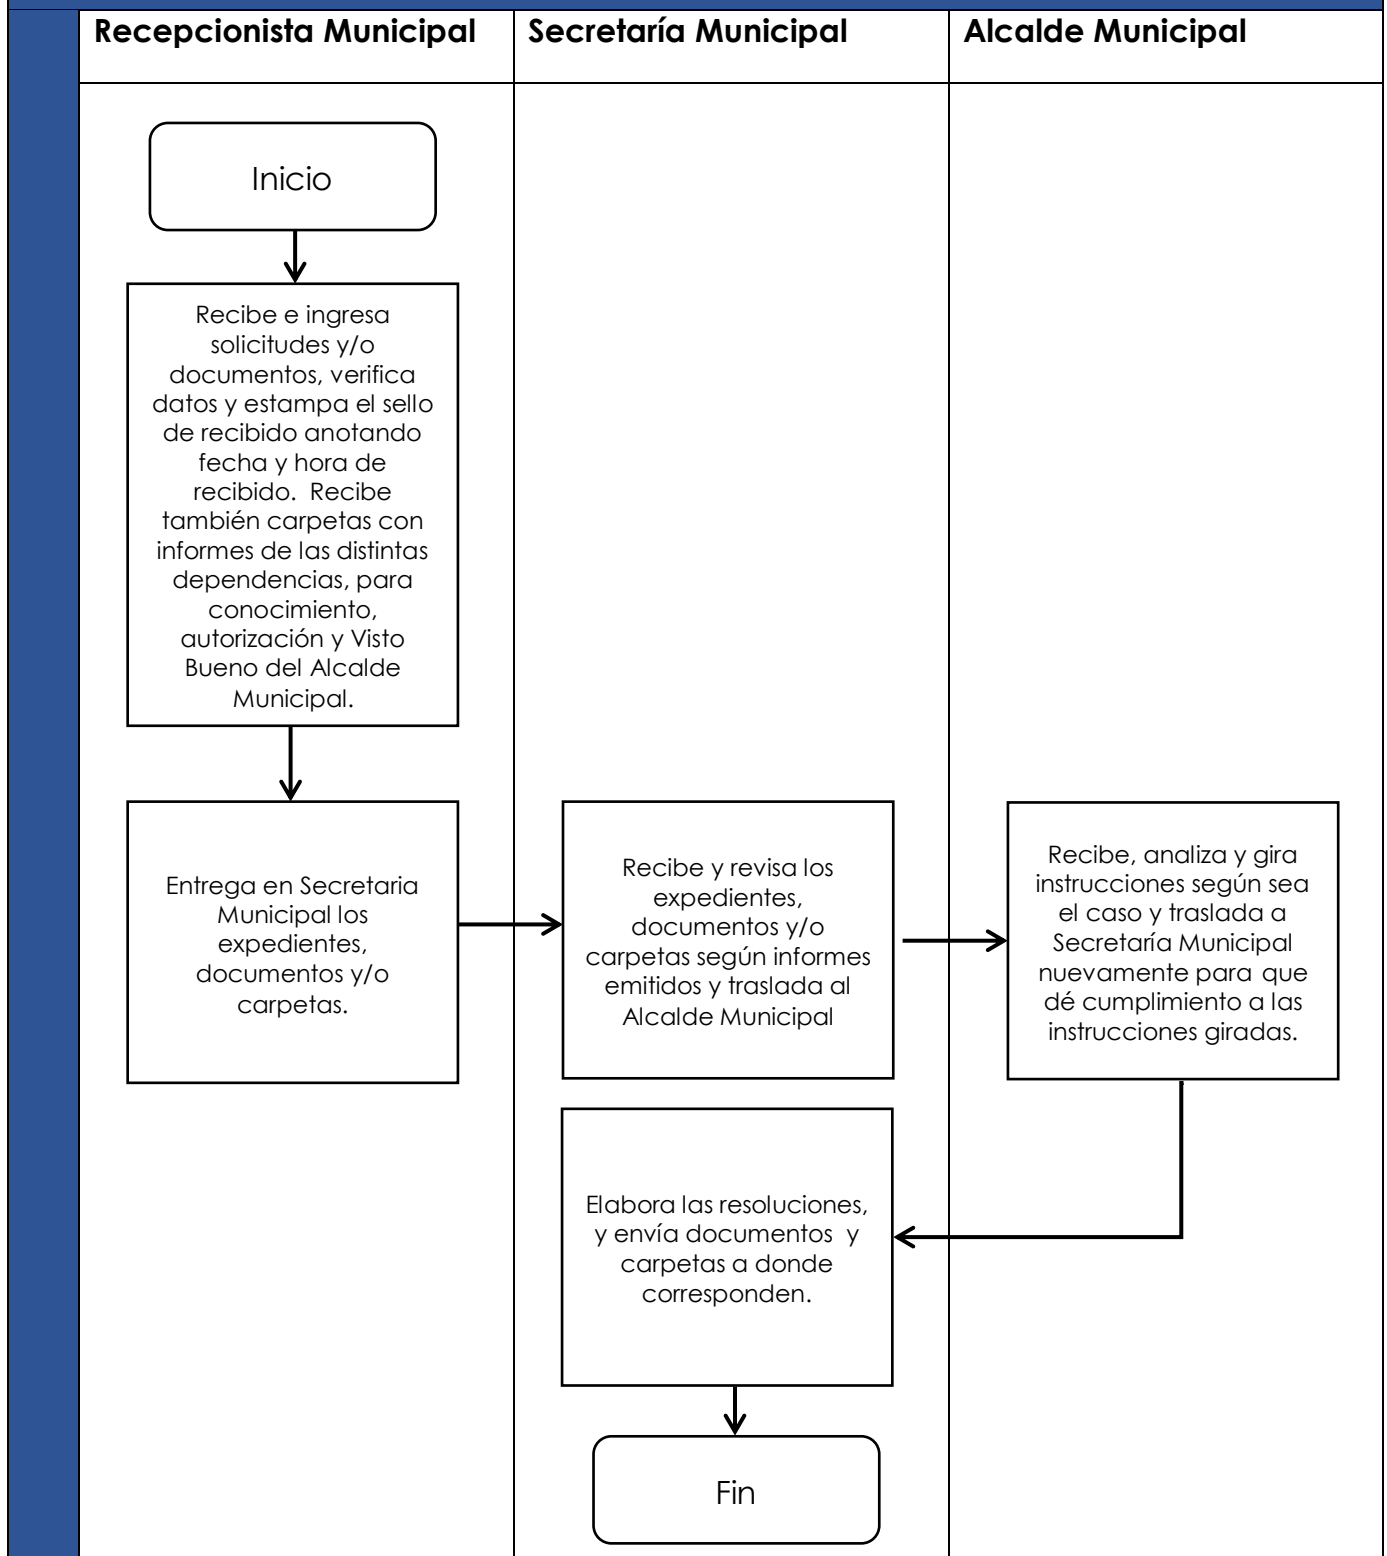 Recepcionista Municipal
Secretaría Municipal
Alcalde Municipal
Inicio
Recibe e ingresa
solicitudes y/o
documentos, verifica
datos y estampa el sello
de recibido anotando
fecha y hora de
recibido.  Recibe
también carpetas con
informes de las distintas
dependencias, para
conocimiento,
autorización y Visto
Bueno del Alcalde
Municipal.
Entrega en Secretaria
Municipal los
expedientes,
documentos y/o
carpetas.
Recibe y revisa los
expedientes,
documentos y/o
carpetas según informes
emitidos y traslada al
Alcalde Municipal
Recibe, analiza y gira
instrucciones según sea
el caso y traslada a
Secretaría Municipal
nuevamente para que
dé cumplimiento a las
instrucciones giradas.
Elabora las resoluciones,
y envía documentos  y
carpetas a donde
corresponden.
Fin